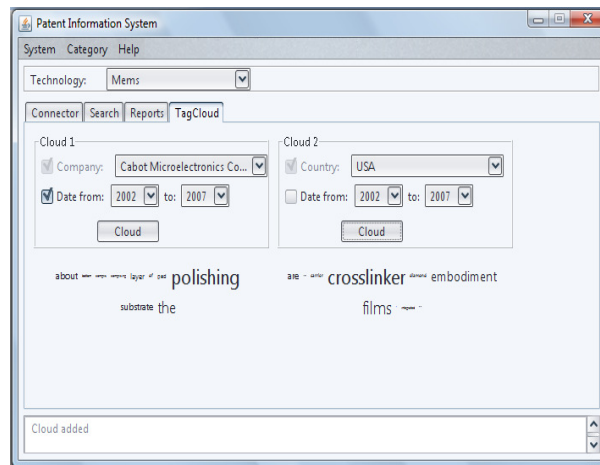 Patent Information System
System Category Help
Technology: Mems
Connector Search Reports TagCloud
Cloud 1
Company: Cabot Microelectronics Co...
Date from: 2002 to: 2007
Cloud
about layer of pad polishing
substrate the
Cloud 2
Country: USA
Date from: 2002 to: 2007
Cloud
are carrier crosslinker diamond embodiment
films
Cloud added